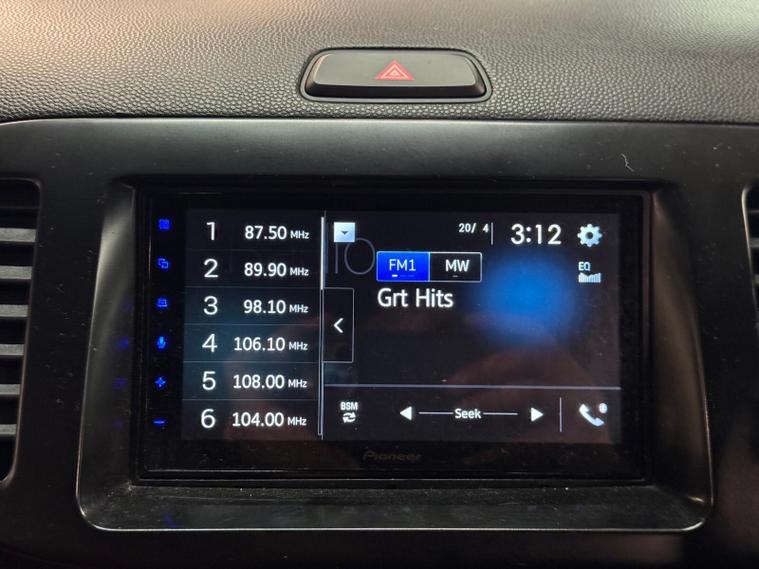 1 87.50 MHz
2 89.90 MHz
3 98.10 MHz
4 106.10 MHz
5 108.00 MHz
6 104.00 MHz
20/ 4 3:12
FM1 MW
EQ
Grt Hits
BSM Seek
Pioneer